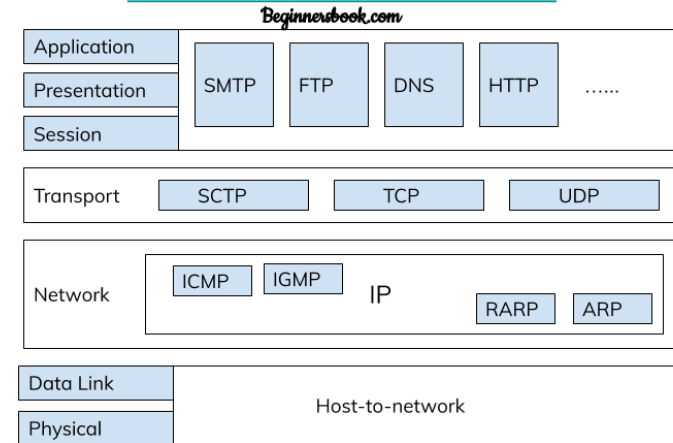 Beginnersbook.com
Application
Presentation
Session
SMTP FTP DNS HTTP ......
Transport SCTP TCP UDP
Network
ICMP IGMP IP
RARP ARP
Data Link
Physical
Host-to-network